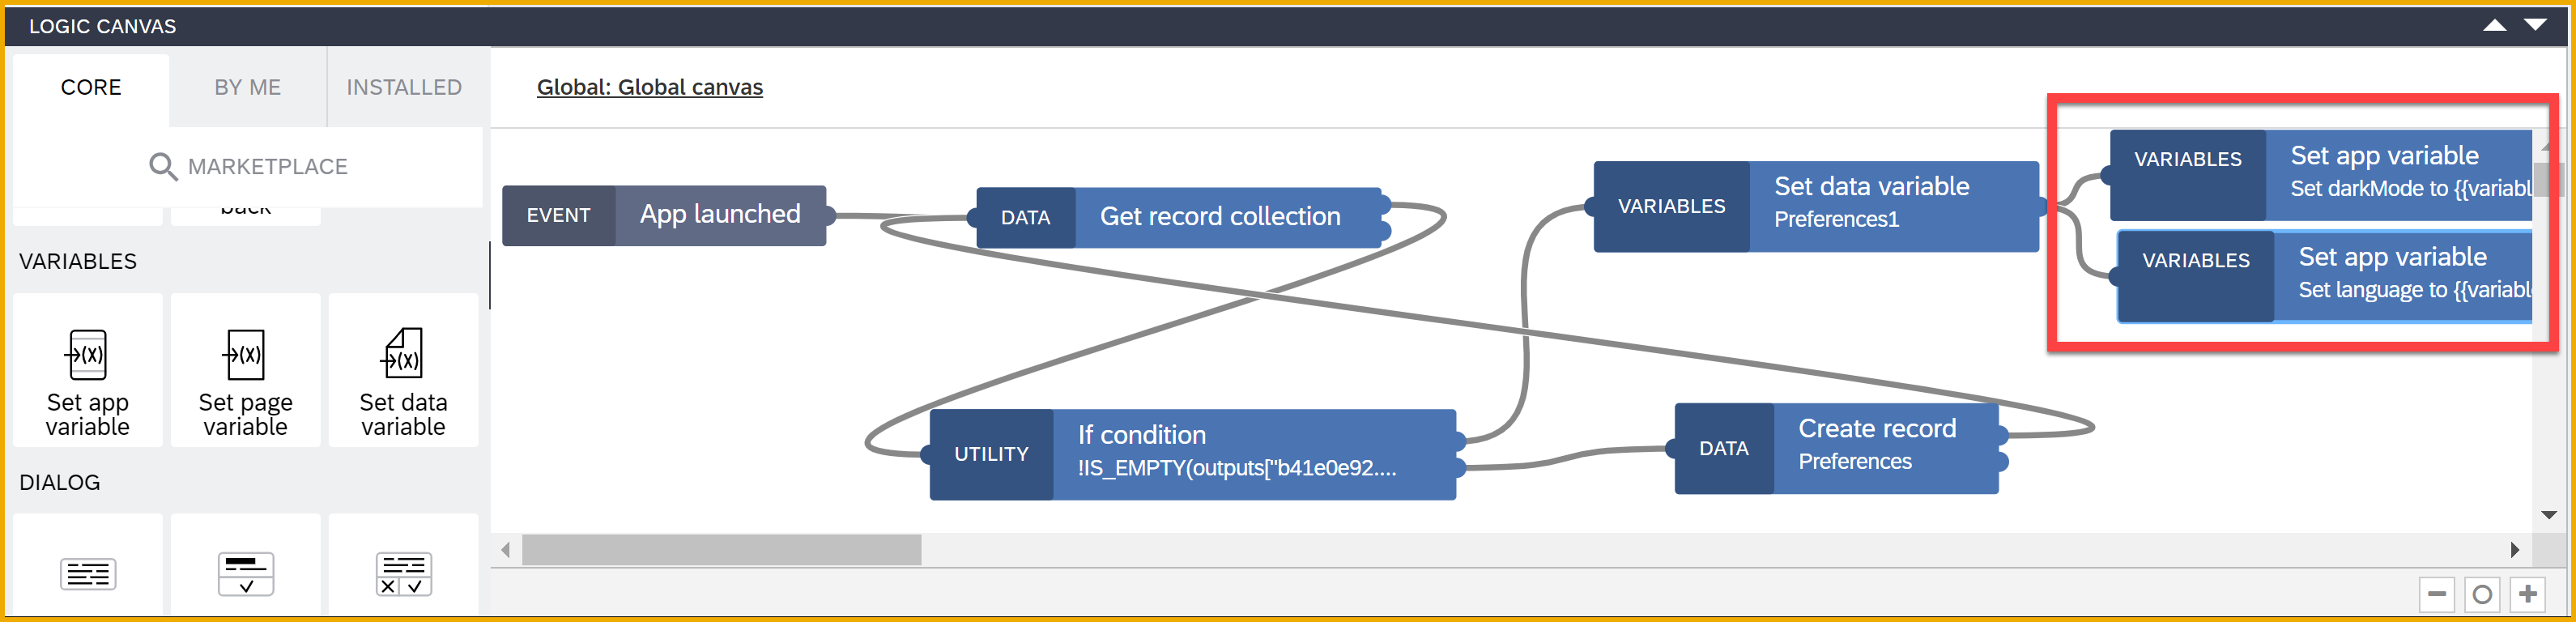 LOGIC CANVAS
CORE
BY ME
INSTALLED
MARKETPLACE
back
VARIABLES
Set app
variable
Set page
variable
Set data
variable
DIALOG
Global: Global canvas
EVENT
App launched
DATA
Get record collection
UTILITY
If condition
!IS_EMPTY(outputs["b41e0e92....
VARIABLES
Set data variable
Preferences1
DATA
Create record
Preferences
VARIABLES
Set app variable
Set darkMode to {{variabl
VARIABLES
Set app variable
Set language to {{variabl